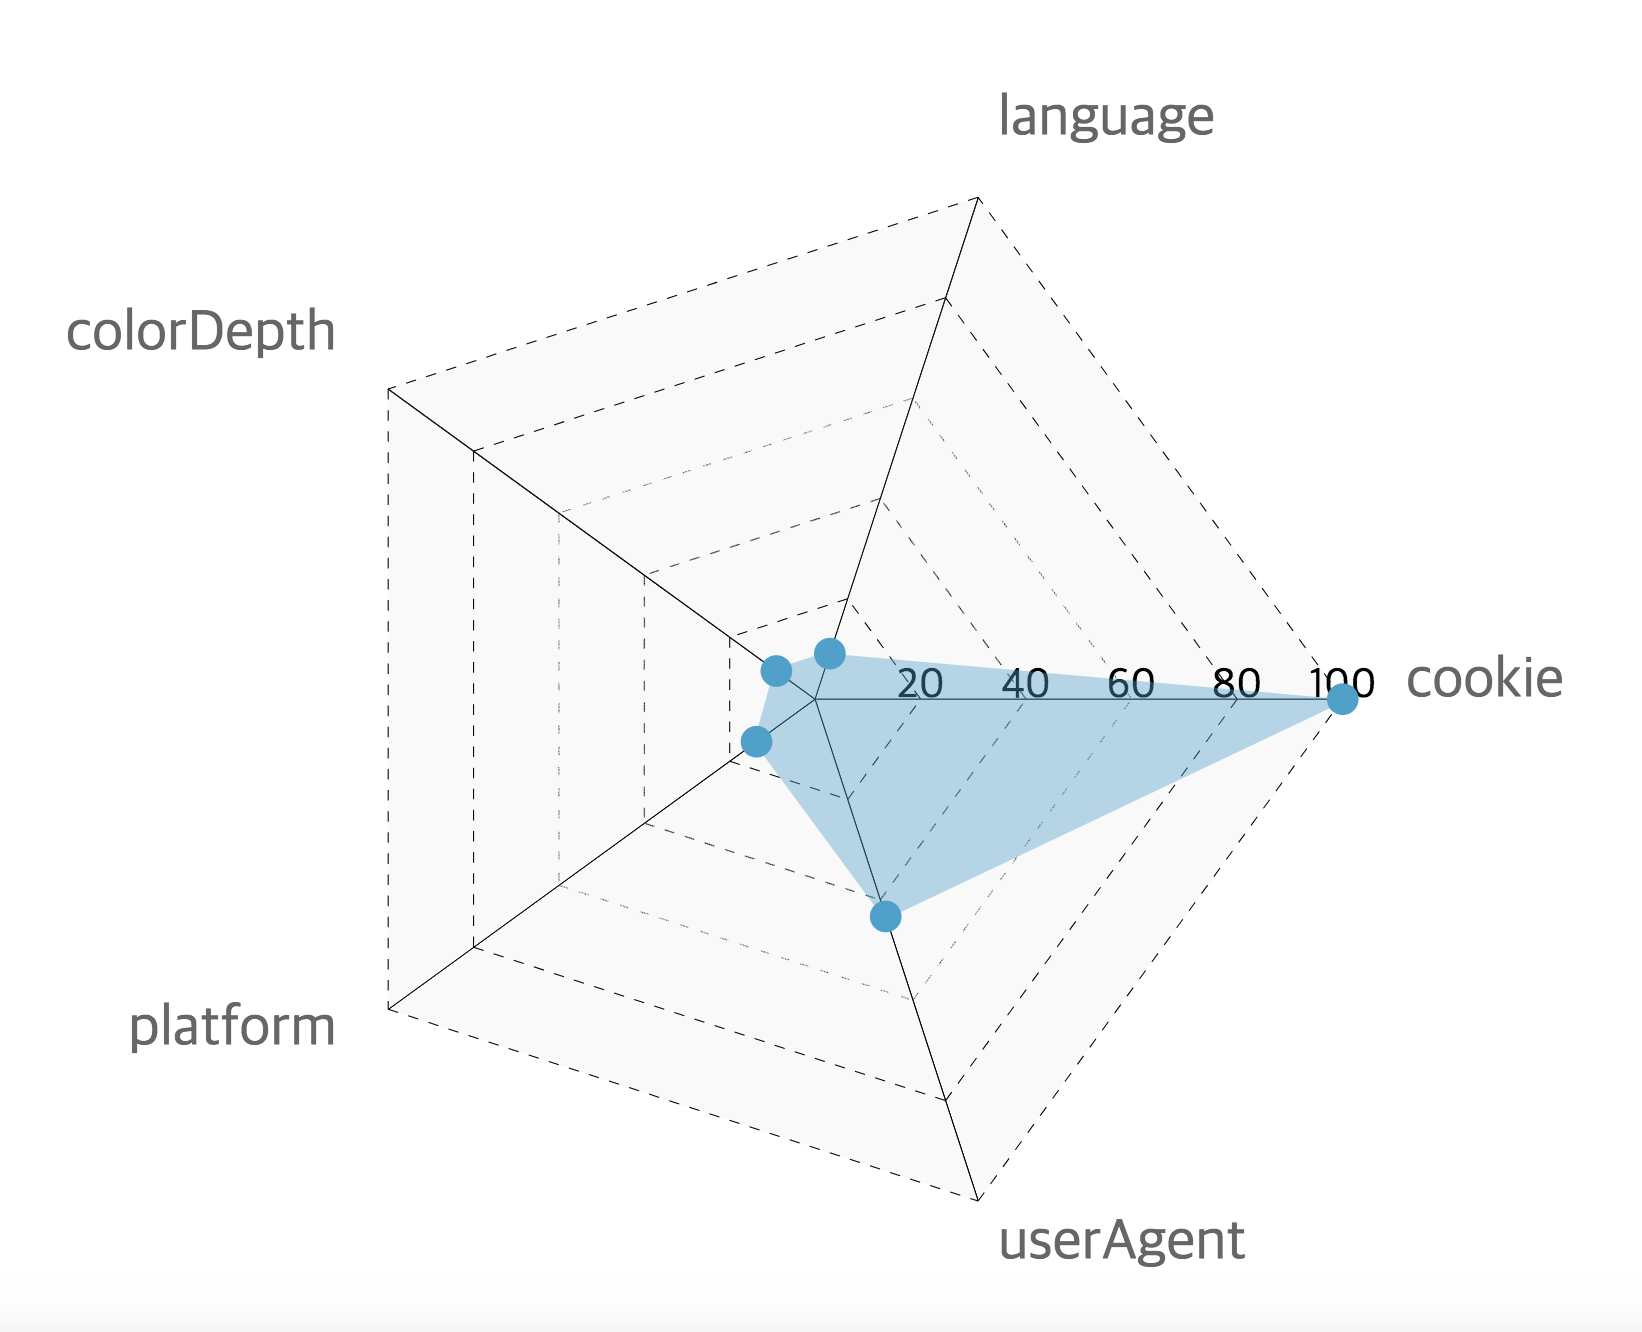 language
colorDepth
20 40 60 80 100 cookie
platform
userAgent